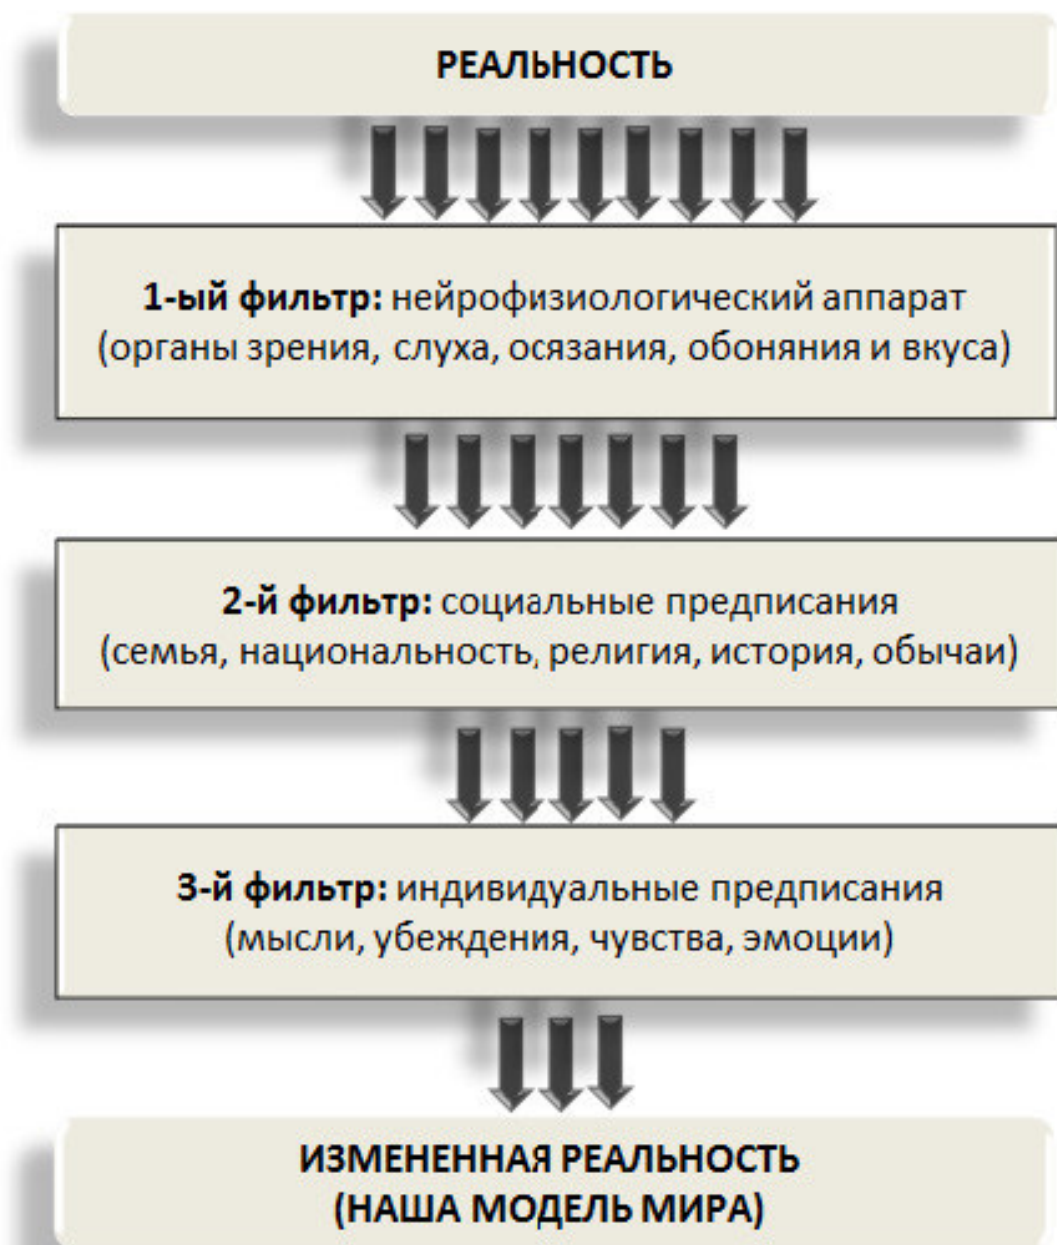 РЕАЛЬНОСТЬ
1-ый фильтр: нейрофизиологический аппарат
(органы зрения, слуха, осязания, обоняния и вкуса)
2-й фильтр: социальные предписания
(семья, национальность, религия, история, обычаи)
3-й фильтр: индивидуальные предписания
(мысли, убеждения, чувства, эмоции)
ИЗМЕНЕННАЯ РЕАЛЬНОСТЬ
(НАША МОДЕЛЬ МИРА)